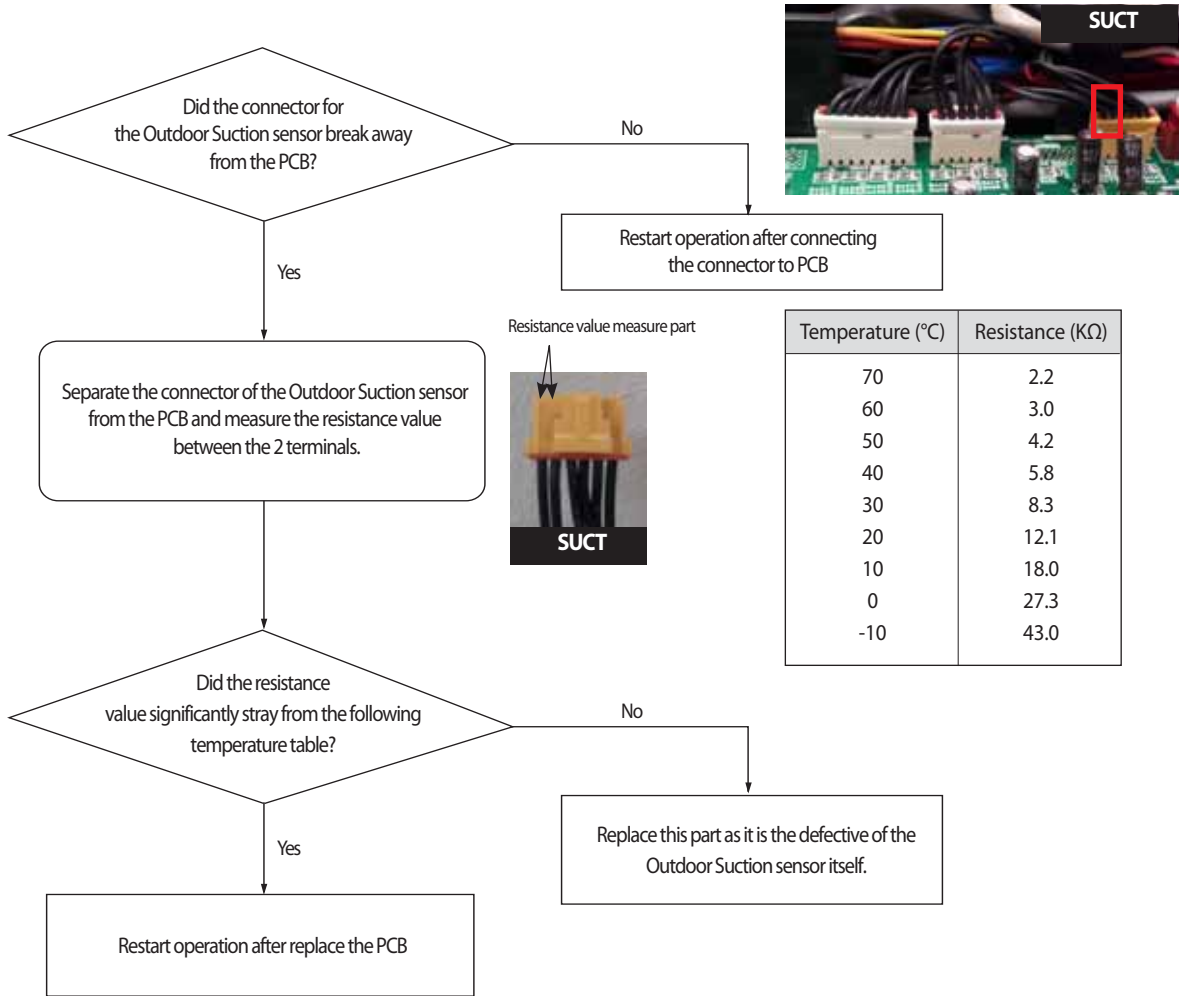 SUCT
Did the connector for
the Outdoor Suction sensor break away
from the PCB?
No
Restart operation after connecting
the connector to PCB
Yes
Resistance value measure part
Separate the connector of the Outdoor Suction sensor
from the PCB and measure the resistance value
between the 2 terminals.
SUCT
Temperature (°C) Resistance (KΩ)
70 2.2
60 3.0
50 4.2
40 5.8
30 8.3
20 12.1
10 18.0
0 27.3
-10 43.0
Did the resistance
value significantly stray from the following
temperature table?
No
Replace this part as it is the defective of the
Outdoor Suction sensor itself.
Yes
Restart operation after replace the PCB